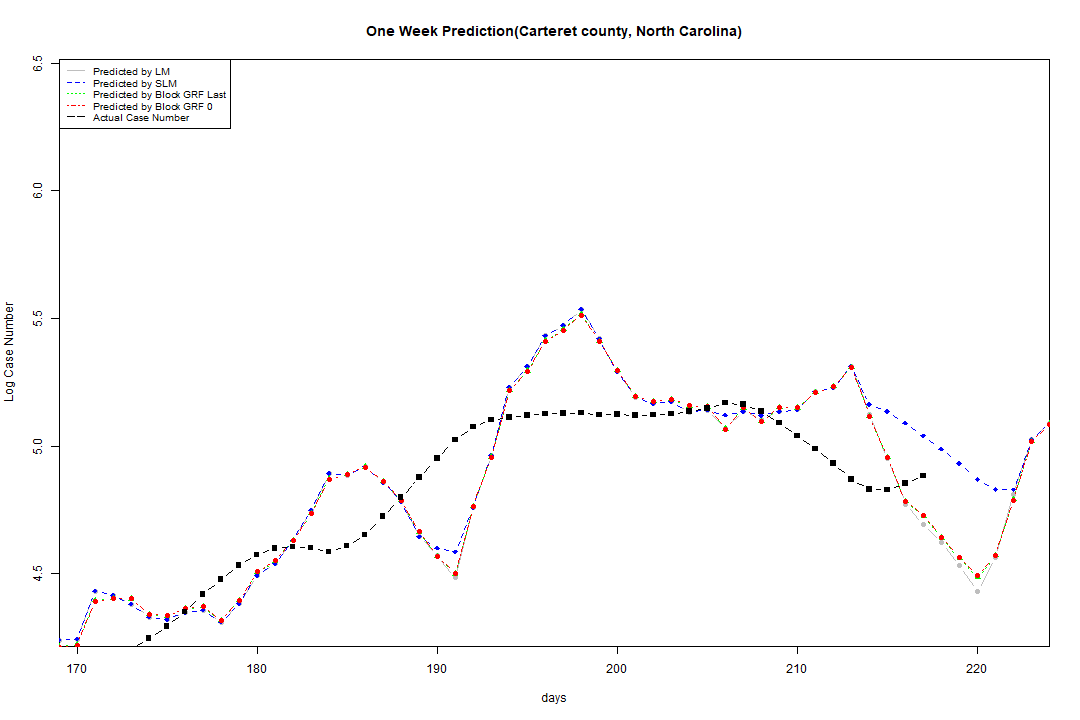 One Week Prediction(Carteret county, North Carolina)
Predicted by LM
Predicted by SLM
Predicted by Block GRF Last
Predicted by Block GRF 0
Actual Case Number
6.5
6.0
5.5
5.0
4.5
Log Case Number
170 180 190 200 210 220
days